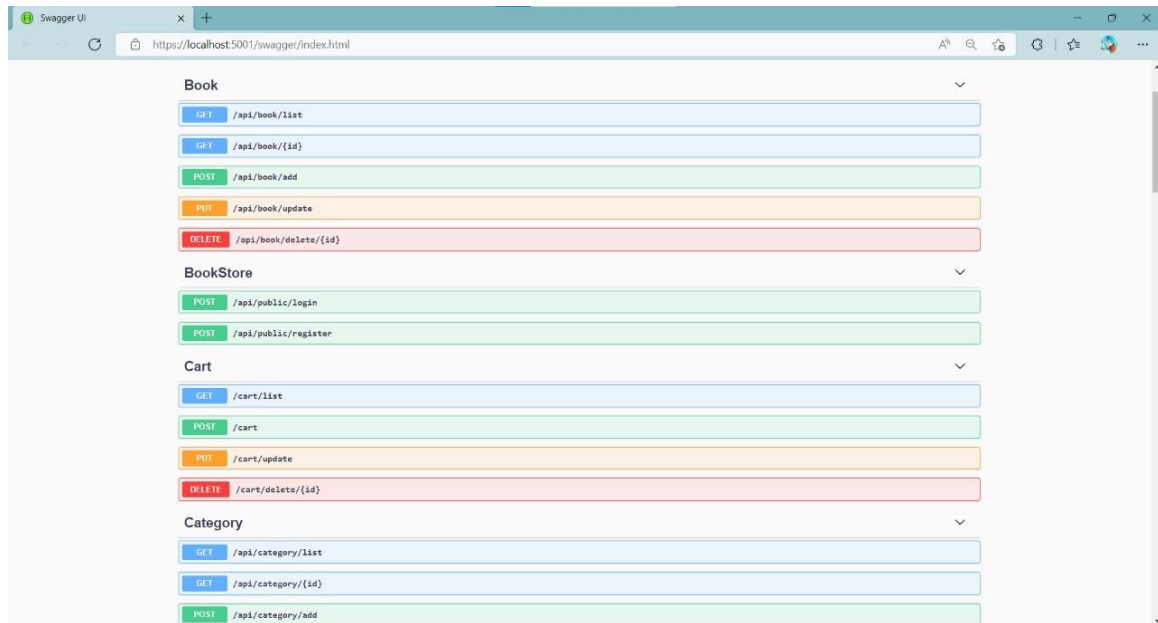 Swagger UI
https://localhost:5001/swagger/index.html
Book
GET /api/book/list
GET /api/book/{id}
POST /api/book/add
PUT /api/book/update
DELETE /api/book/delete/{id}
BookStore
POST /api/public/login
POST /api/public/register
Cart
GET /cart/list
POST /cart
PUT /cart/update
DELETE /cart/delete/{id}
Category
GET /api/category/list
GET /api/category/{id}
POST /api/category/add